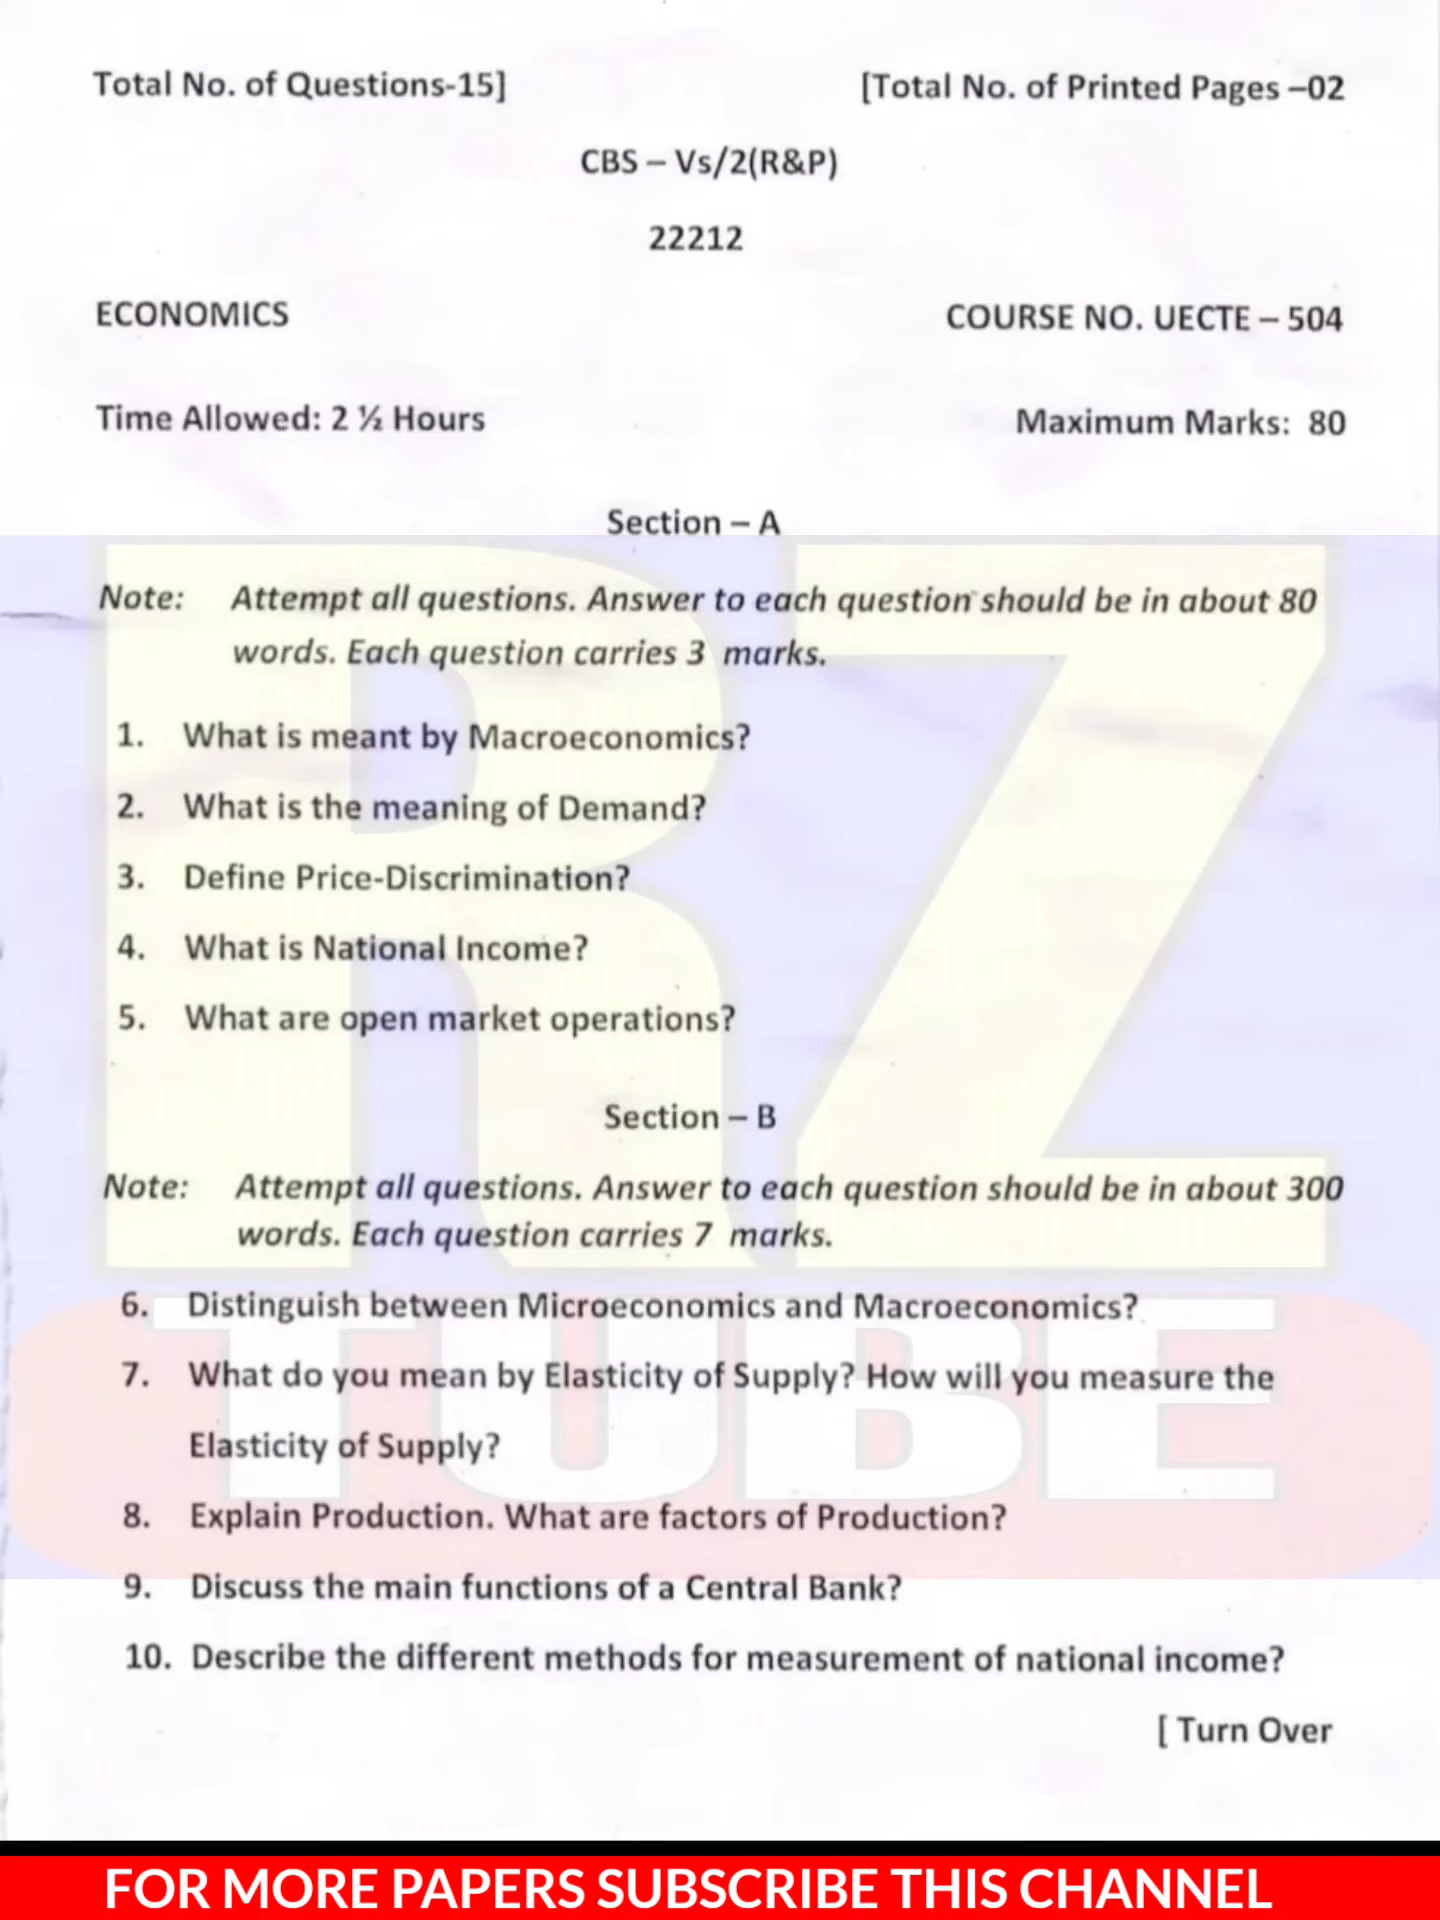 Total No. of Questions-15] [Total No. of Printed Pages –02
CBS – Vs/2(R&P)
22212
ECONOMICS COURSE NO. UECTE – 504
Time Allowed: 2 ½ Hours Maximum Marks: 80
Section – A
Note: Attempt all questions. Answer to each question should be in about 80
words. Each question carries 3 marks.
1. What is meant by Macroeconomics?
2. What is the meaning of Demand?
3. Define Price-Discrimination?
4. What is National Income?
5. What are open market operations?
Section – B
Note: Attempt all questions. Answer to each question should be in about 300
words. Each question carries 7 marks.
6. Distinguish between Microeconomics and Macroeconomics?
7. What do you mean by Elasticity of Supply? How will you measure the
Elasticity of Supply?
8. Explain Production. What are factors of Production?
9. Discuss the main functions of a Central Bank?
10. Describe the different methods for measurement of national income?
[ Turn Over
RZ
TUBE
FOR MORE PAPERS SUBSCRIBE THIS CHANNEL